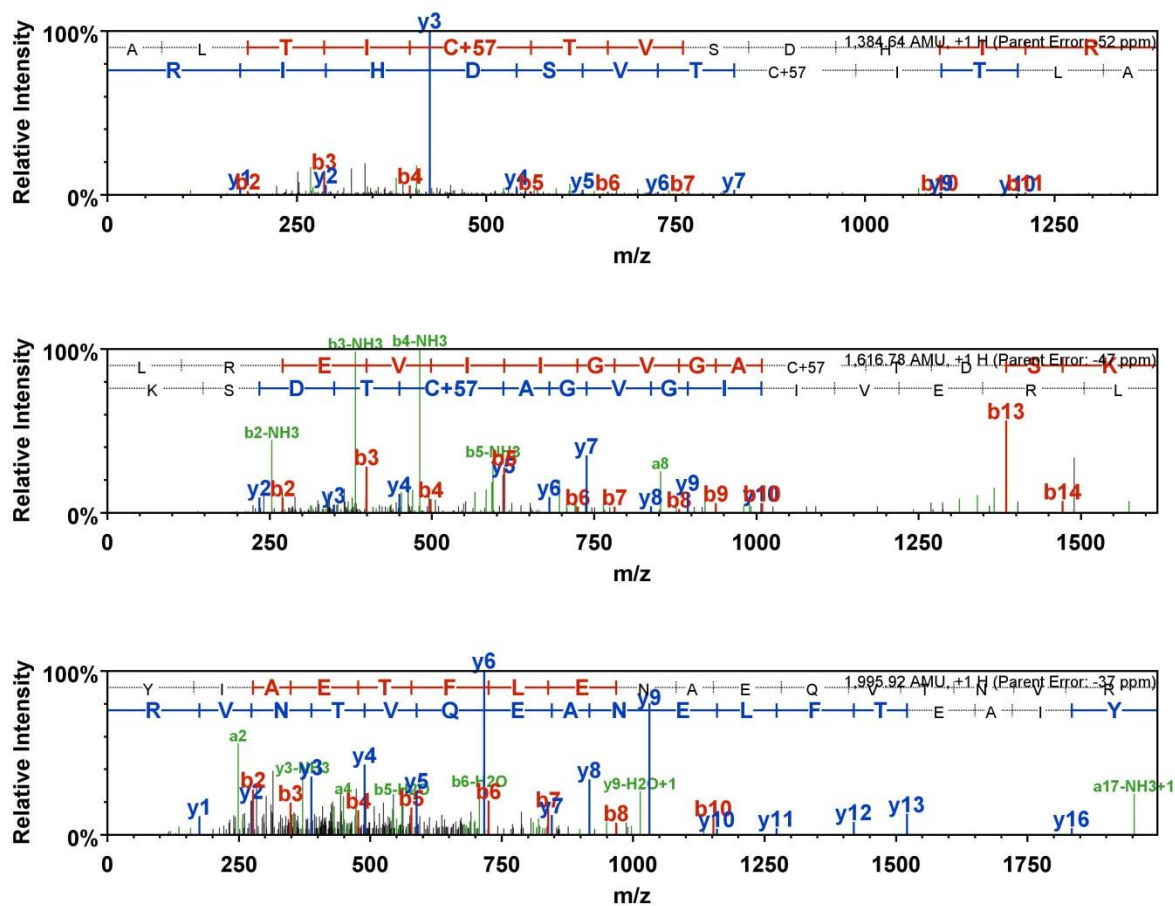 y3
100%
A L T I C+57 T V S D H I R
1,384.64 AMU, +1 H (Parent Error: -52 ppm)
R I H D S V T C+57 I T L A
Relative Intensity
y1 b2 b3 y2 b4 y4 b5 y5 b6 y6 b7 y7 b10 y9 y10 b11
0%
0 250 500 750 1000 1250
m/z
b3-NH3 b4-NH3
100%
L R E V I I G V G A C+57 T D S K
1,616.78 AMU, +1 H (Parent Error: -47 ppm)
K S D T C+57 A G V G I I V E R L
Relative Intensity
b2-NH3 b5-NH3 a8 b13
y2 b2 y3 b3 y4 b4 b5 y5 y6 b6 y7 b7 y8 b8 y9 b9 y10 b10 b14
0%
0 250 500 750 1000 1250 1500
m/z
y6
100%
Y I A E T F L E N A E Q V T N V R
1,995.92 AMU, +1 H (Parent Error: -37 ppm)
R V N T V Q E A N E L F T E A I Y
y9
Relative Intensity
a2 y3-NH3 a4 b5-H2O b6-H2O y9-H2O+1 a17-NH3+1
y1 b2 y2 b3 y3 b4 y4 b5 y5 b6 b7 y7 y8 b8 b10 y10 y11 y12 y13 y16
0%
0 250 500 750 1000 1250 1500 1750
m/z